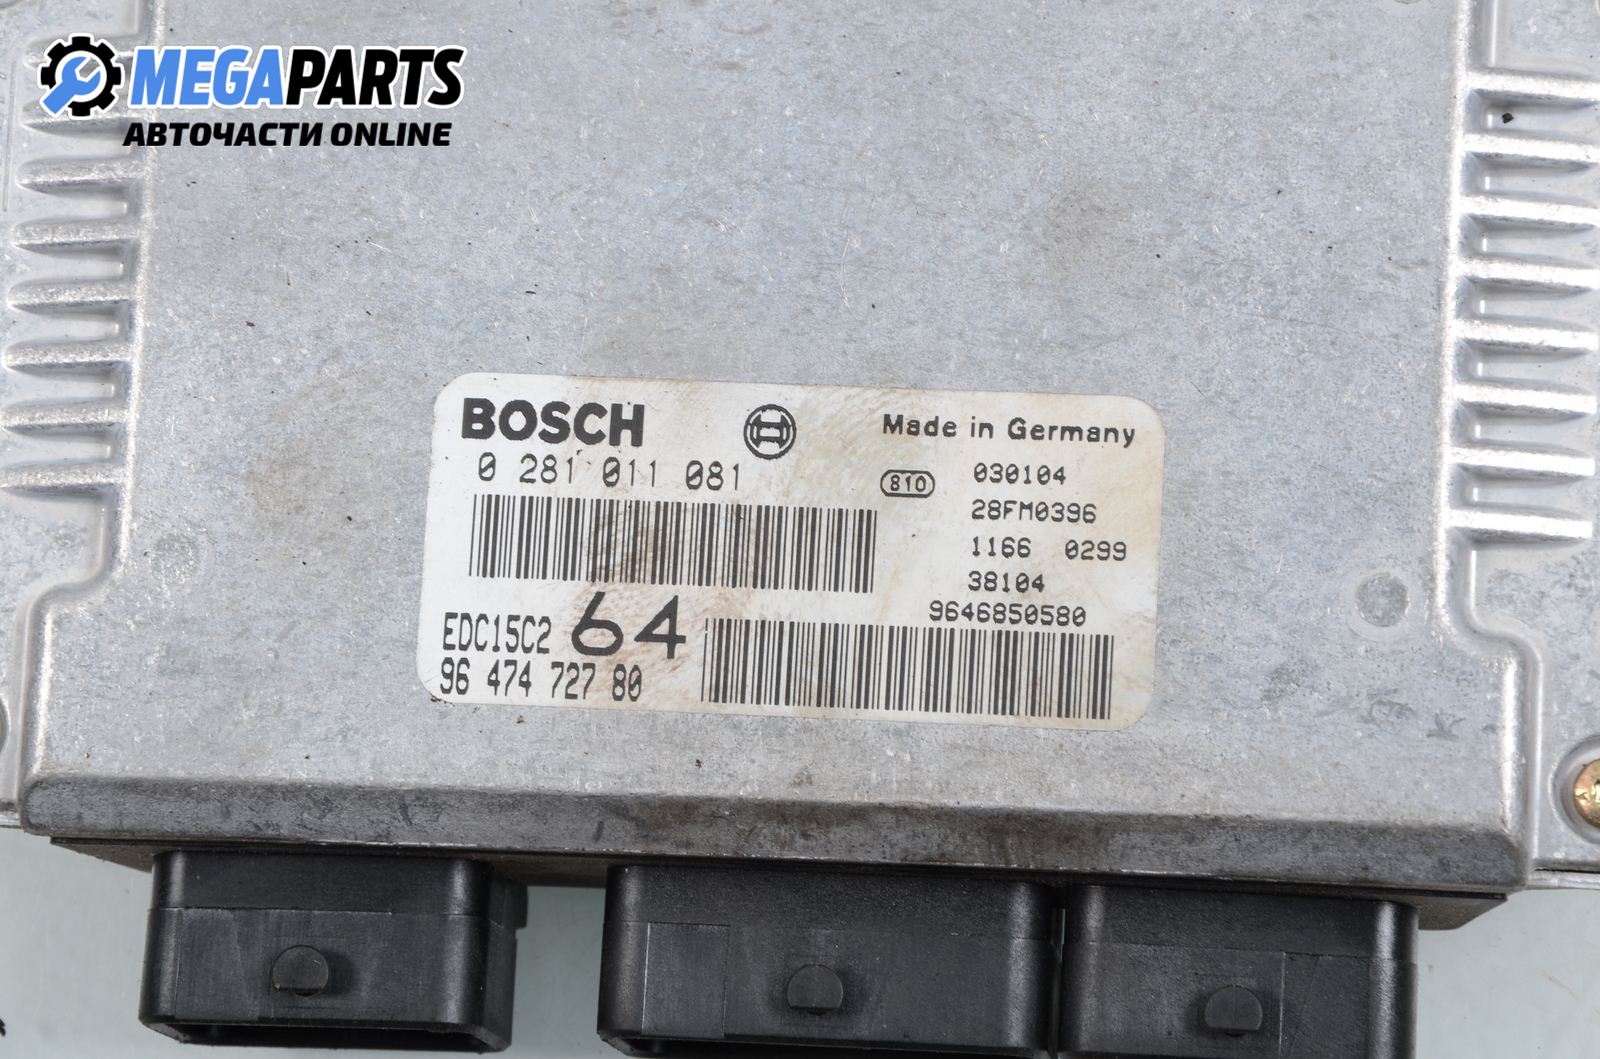 MEGAPARTS
АВТОЧАСТИ ONLINE
BOSCH
Made in Germany
0 281 011 081
810
030104
28FM0396
1166 0299
38104
9646850580
EDC15C2 64
96 474 727 80